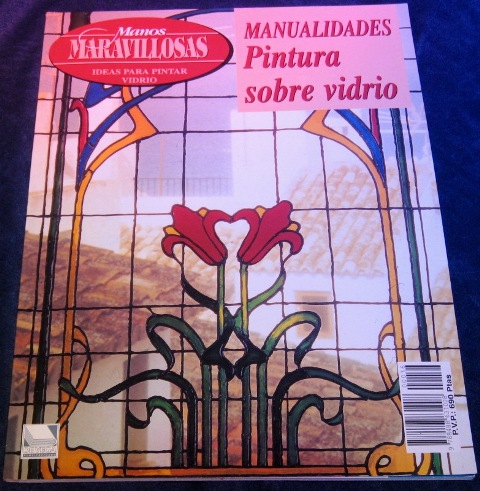 Manos
MARAVILLOSAS
IDEAS PARA PINTAR
VIDRIO
MANUALIDADES
Pintura
sobre vidrio
P.V.P.: 690 Ptas